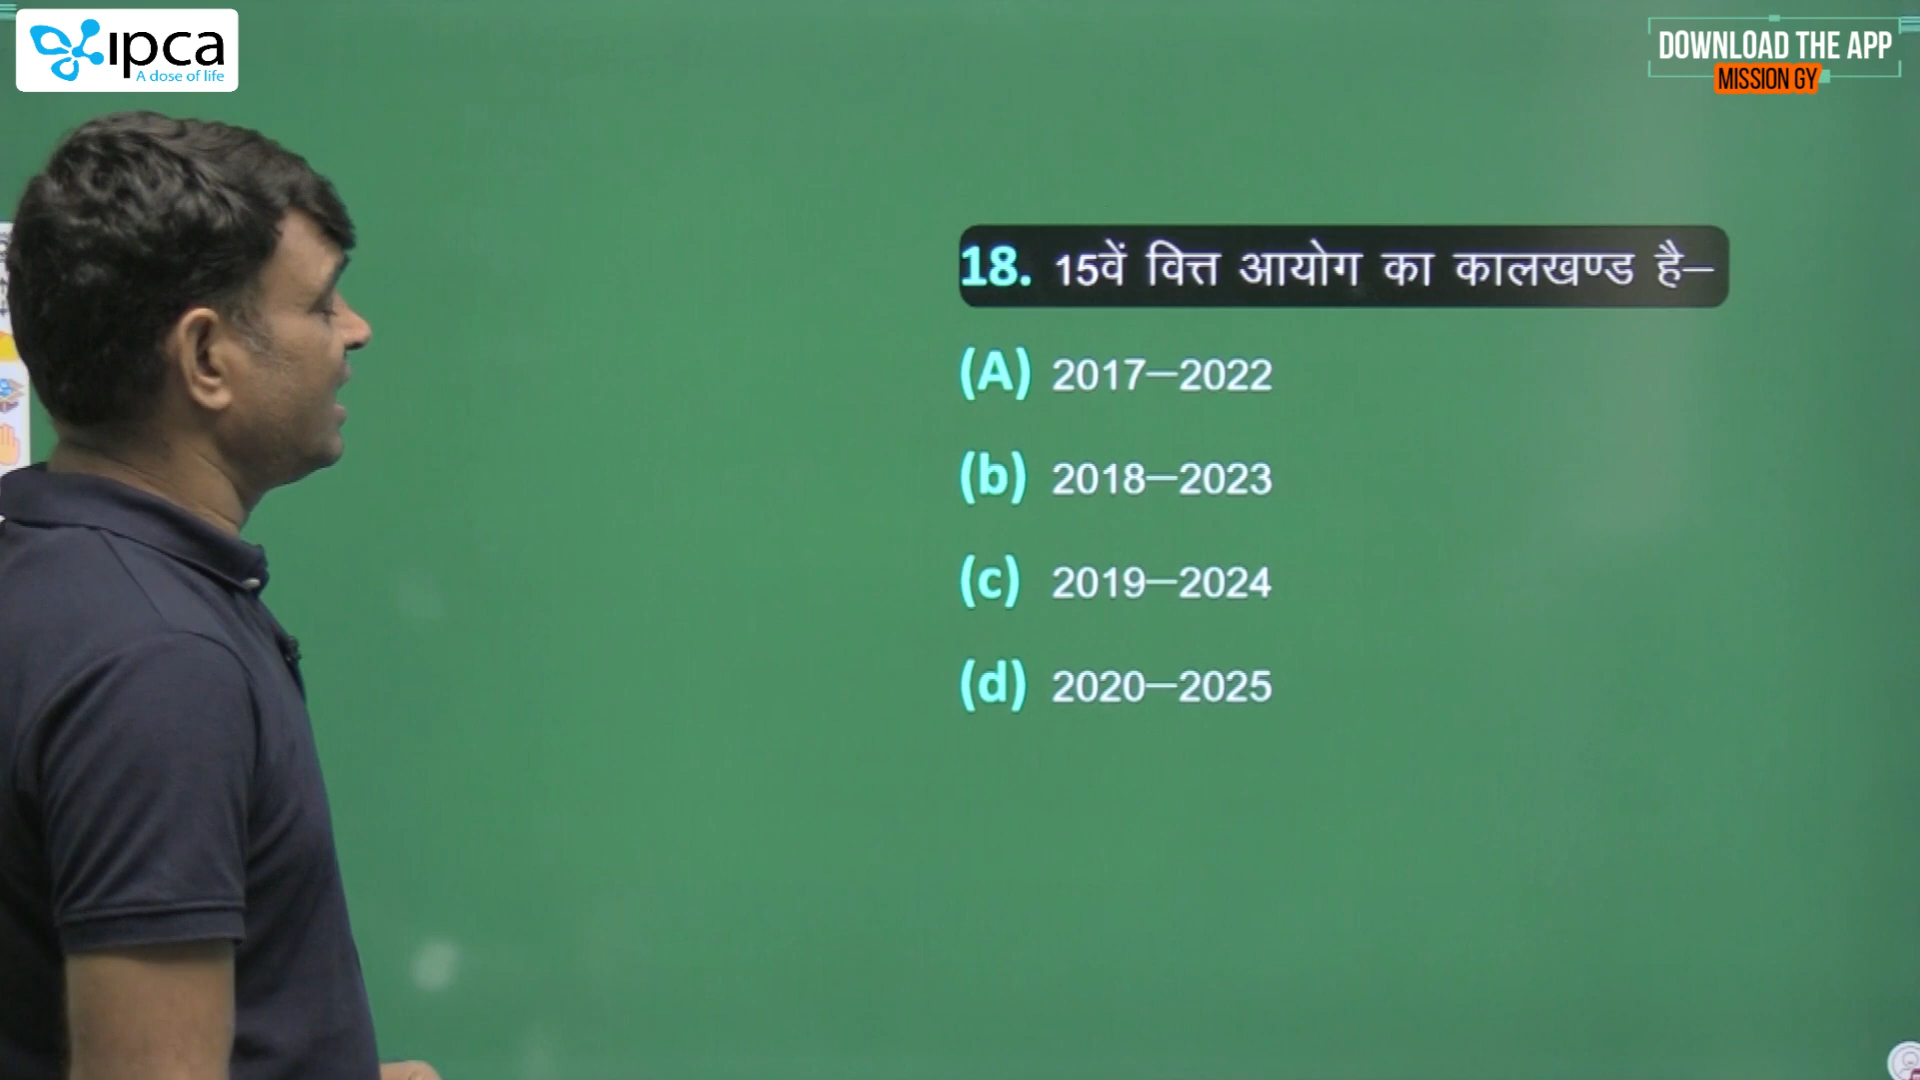 ipca
A dose of life
DOWNLOAD THE APP
MISSION GY
18. 15वें वित्त आयोग का कालखण्ड है–
(A) 2017–2022
(b) 2018–2023
(c) 2019–2024
(d) 2020–2025